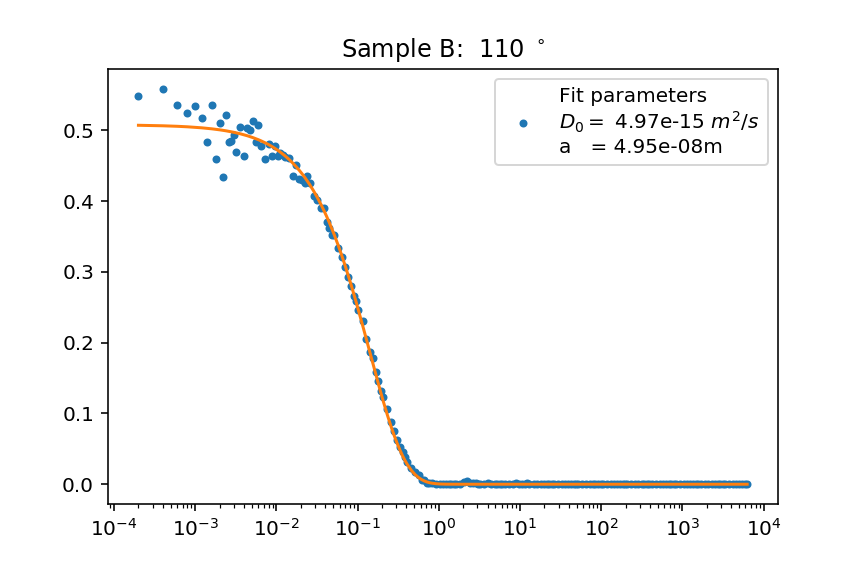 Sample B:  110 °
Fit parameters
D₀ = 4.97e-15 m²/s
a   = 4.95e-08m
0.5
0.4
0.3
0.2
0.1
0.0
10⁻⁴ 10⁻³ 10⁻² 10⁻¹ 10⁰ 10¹ 10² 10³ 10⁴